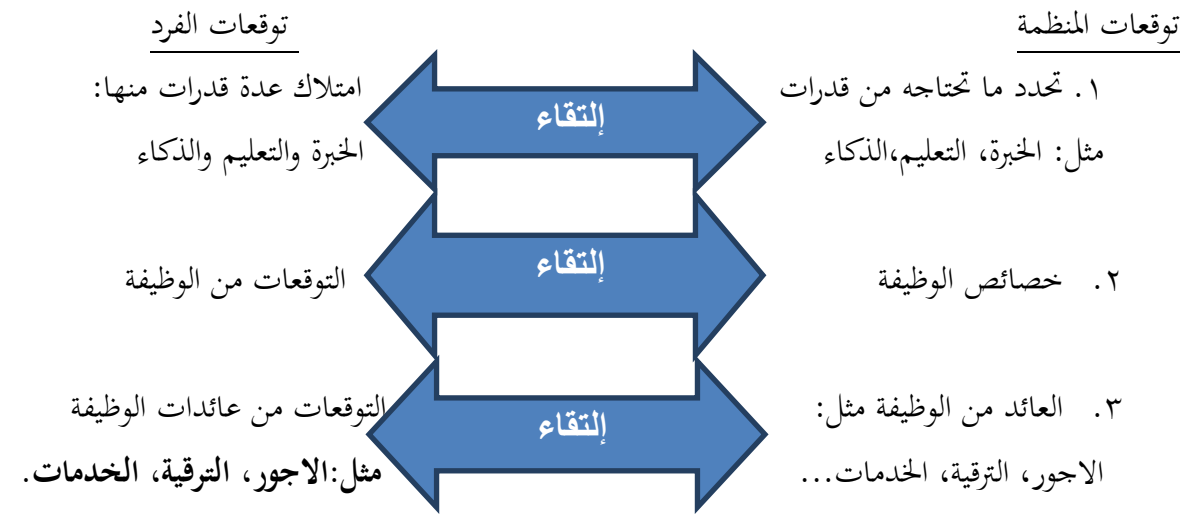 توقعات المنظمة
توقعات الفرد
١. تحدد ما تحتاجه من قدرات
إلتقاء
امتلاك عدة قدرات منها:
مثل: الخبرة، التعليم،الذكاء
الخبرة والتعليم والذكاء
٢. خصائص الوظيفة
إلتقاء
التوقعات من الوظيفة
٣. العائد من الوظيفة مثل:
إلتقاء
التوقعات من عائدات الوظيفة
الاجور، الترقية، الخدمات...
مثل:الاجور، الترقية، الخدمات.